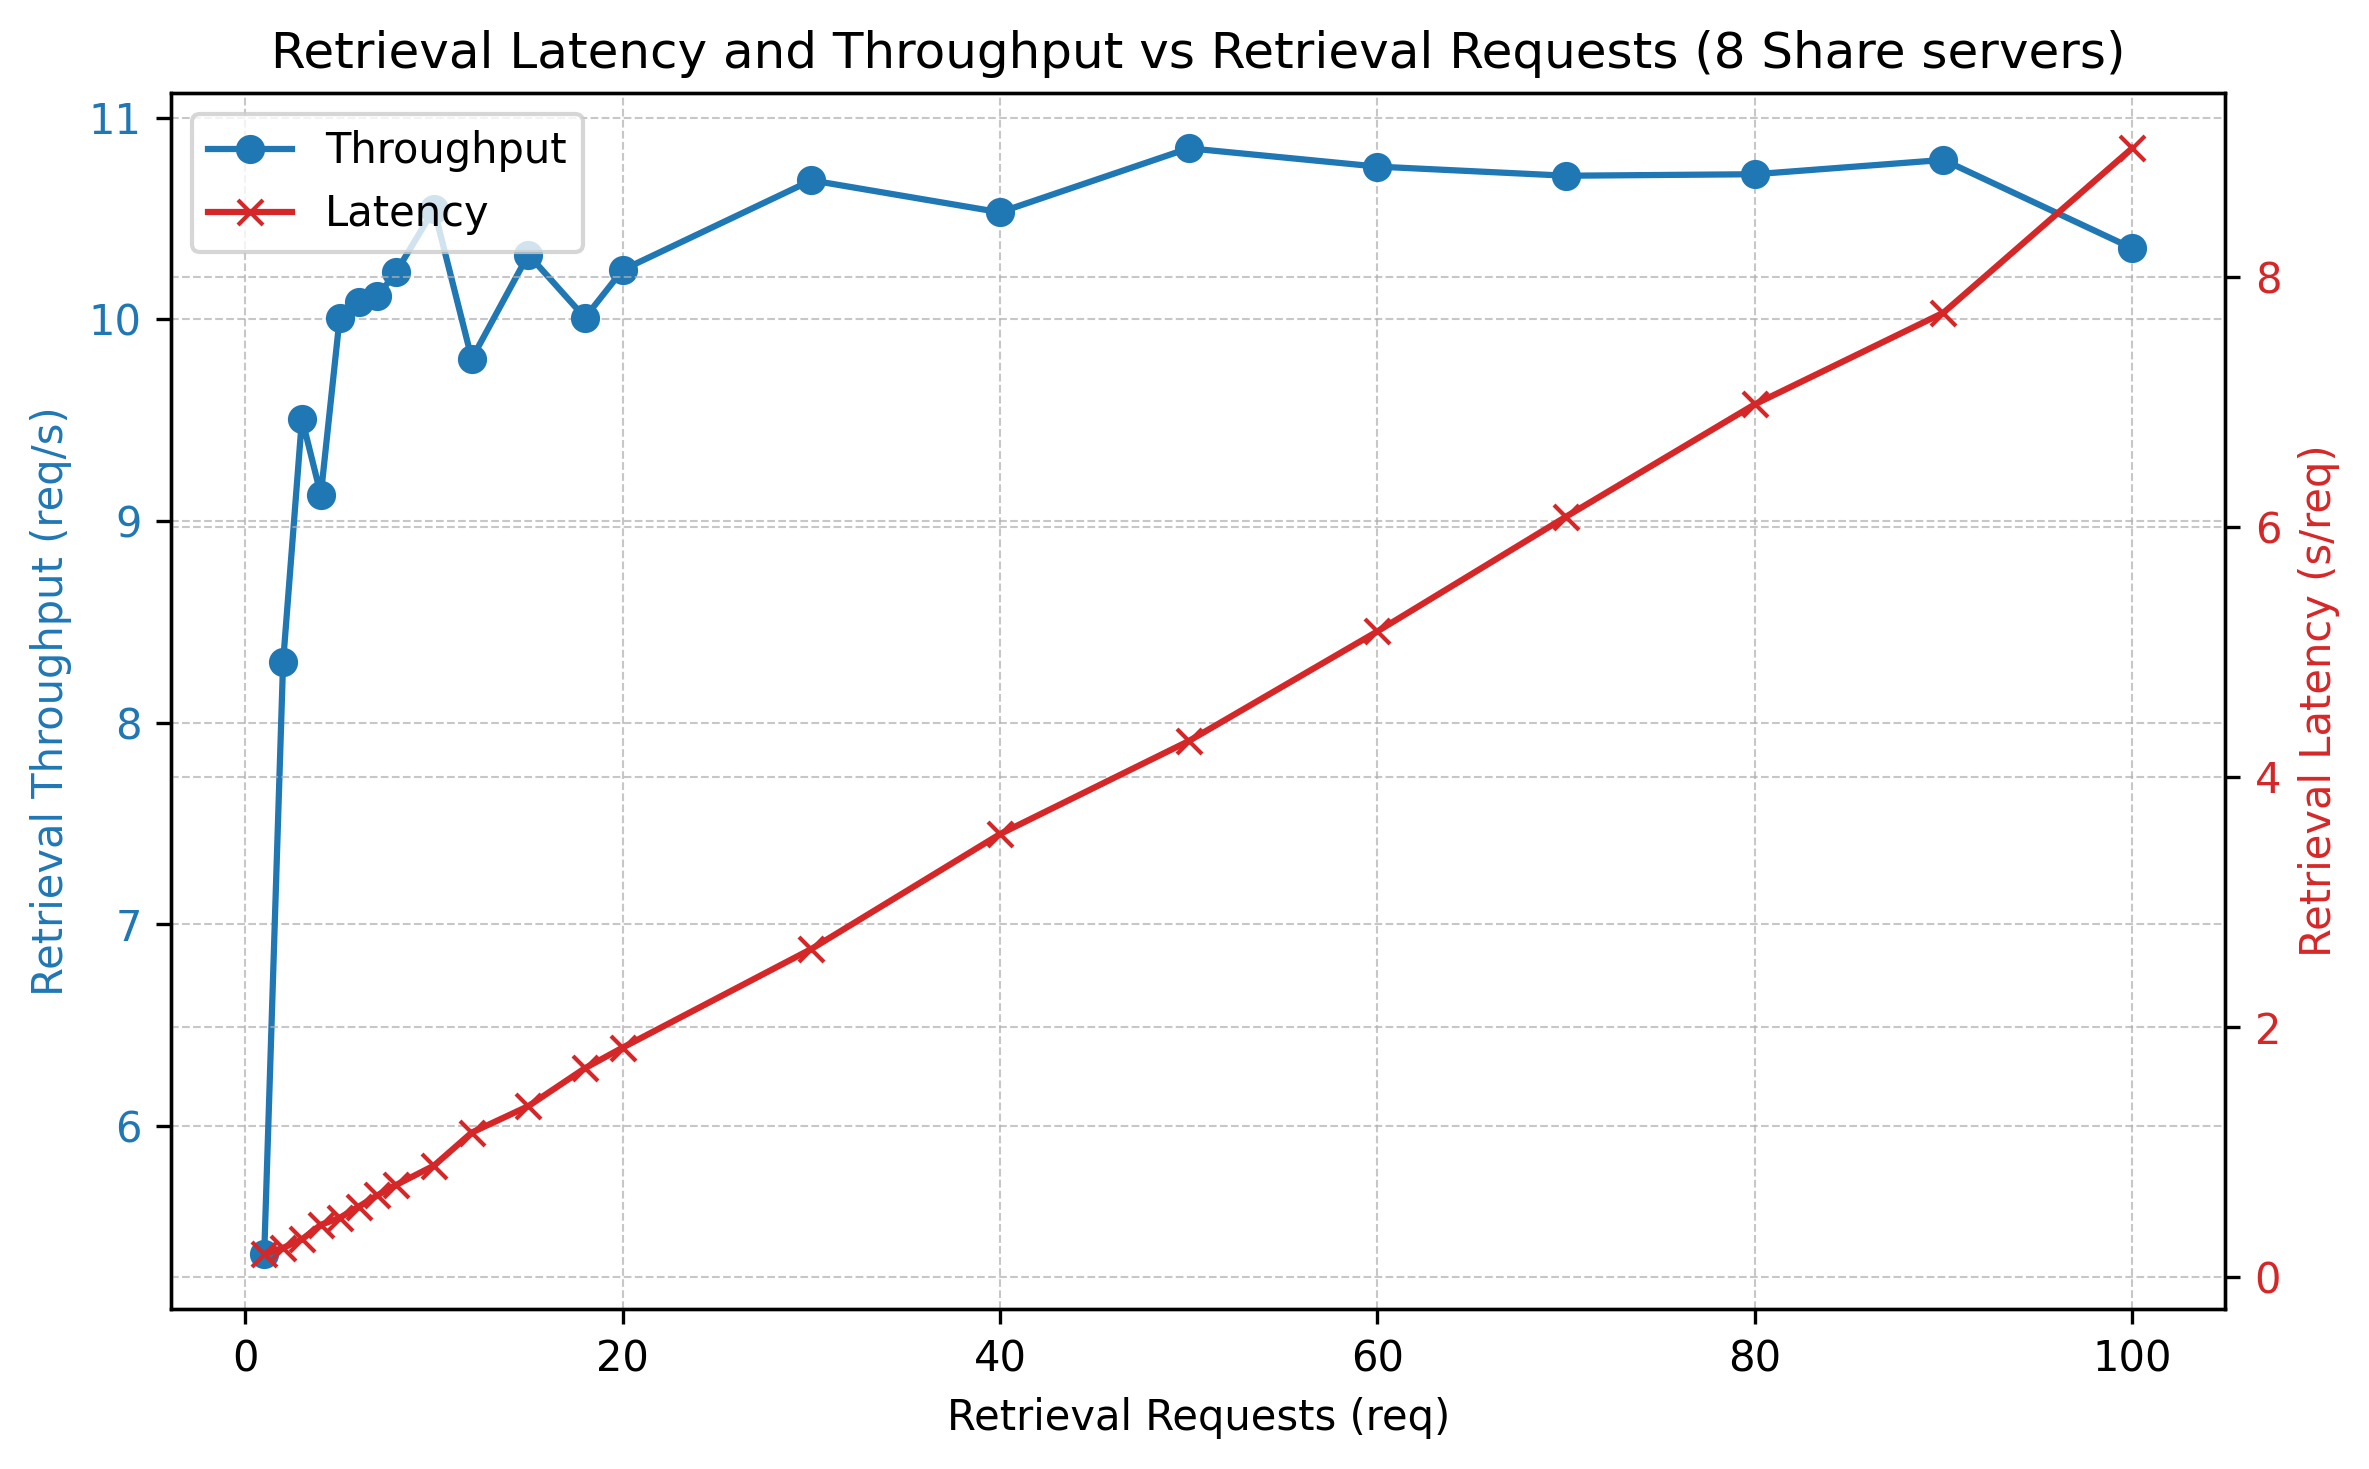 Retrieval Latency and Throughput vs Retrieval Requests (8 Share servers)
Throughput
Latency
11
10
9
8
7
6
Retrieval Throughput (req/s)
8
6
4
2
0
Retrieval Latency (s/req)
0 20 40 60 80 100
Retrieval Requests (req)